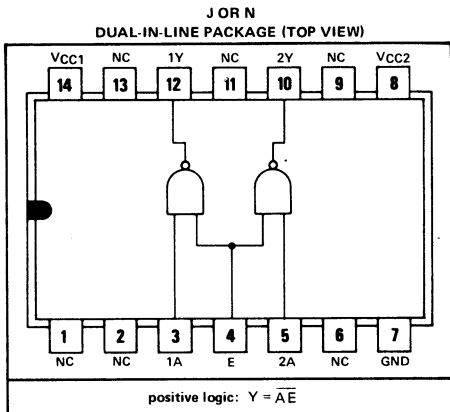 J OR N
DUAL-IN-LINE PACKAGE (TOP VIEW)
VCC1 NC 1Y NC 2Y NC VCC2
14 13 12 11 10 9 8
1 2 3 4 5 6 7
NC NC 1A E 2A NC GND
positive logic: Y = A̅E̅